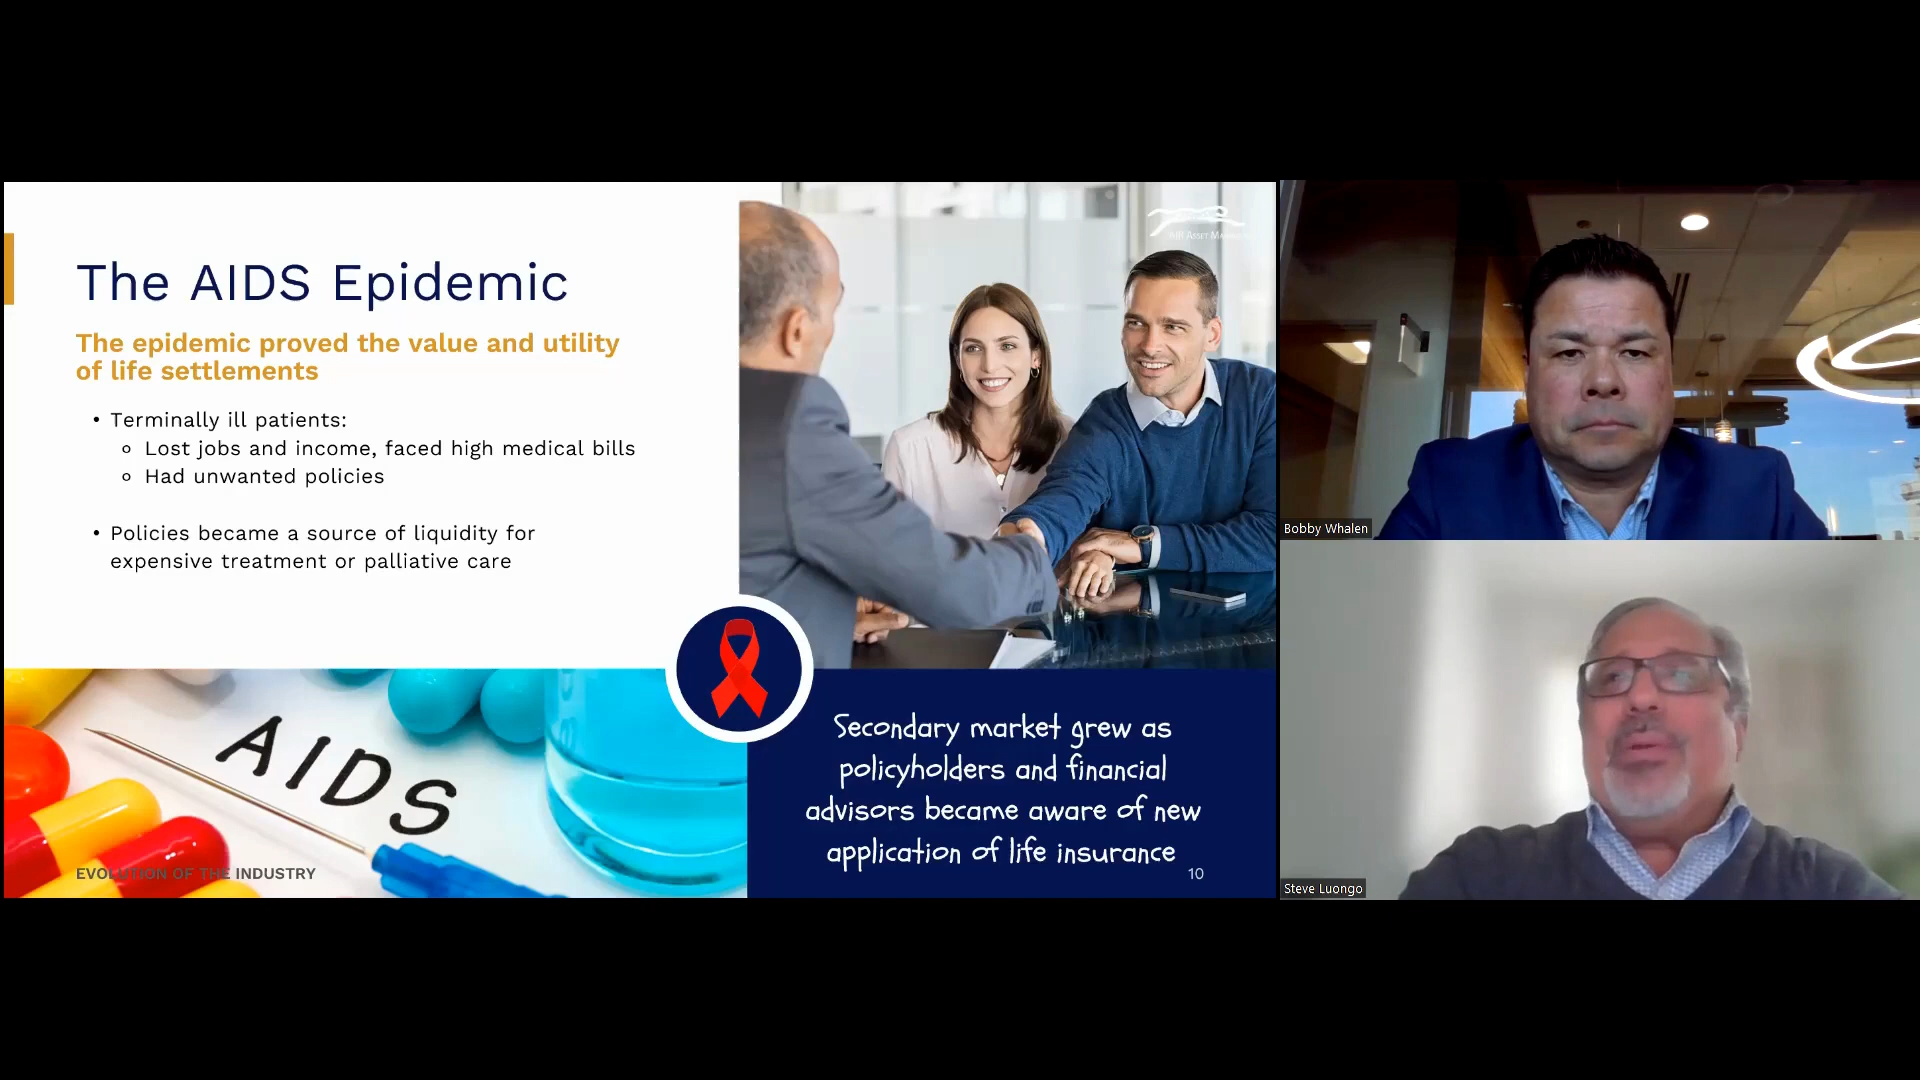 The AIDS Epidemic
The epidemic proved the value and utility
of life settlements
• Terminally ill patients:
Lost jobs and income, faced high medical bills
Had unwanted policies
• Policies became a source of liquidity for
expensive treatment or palliative care
AIDS
EVOLUTION OF THE INDUSTRY
Secondary market grew as
policyholders and financial
advisors became aware of new
application of life insurance
10
Bobby Whalen
Steve Luongo